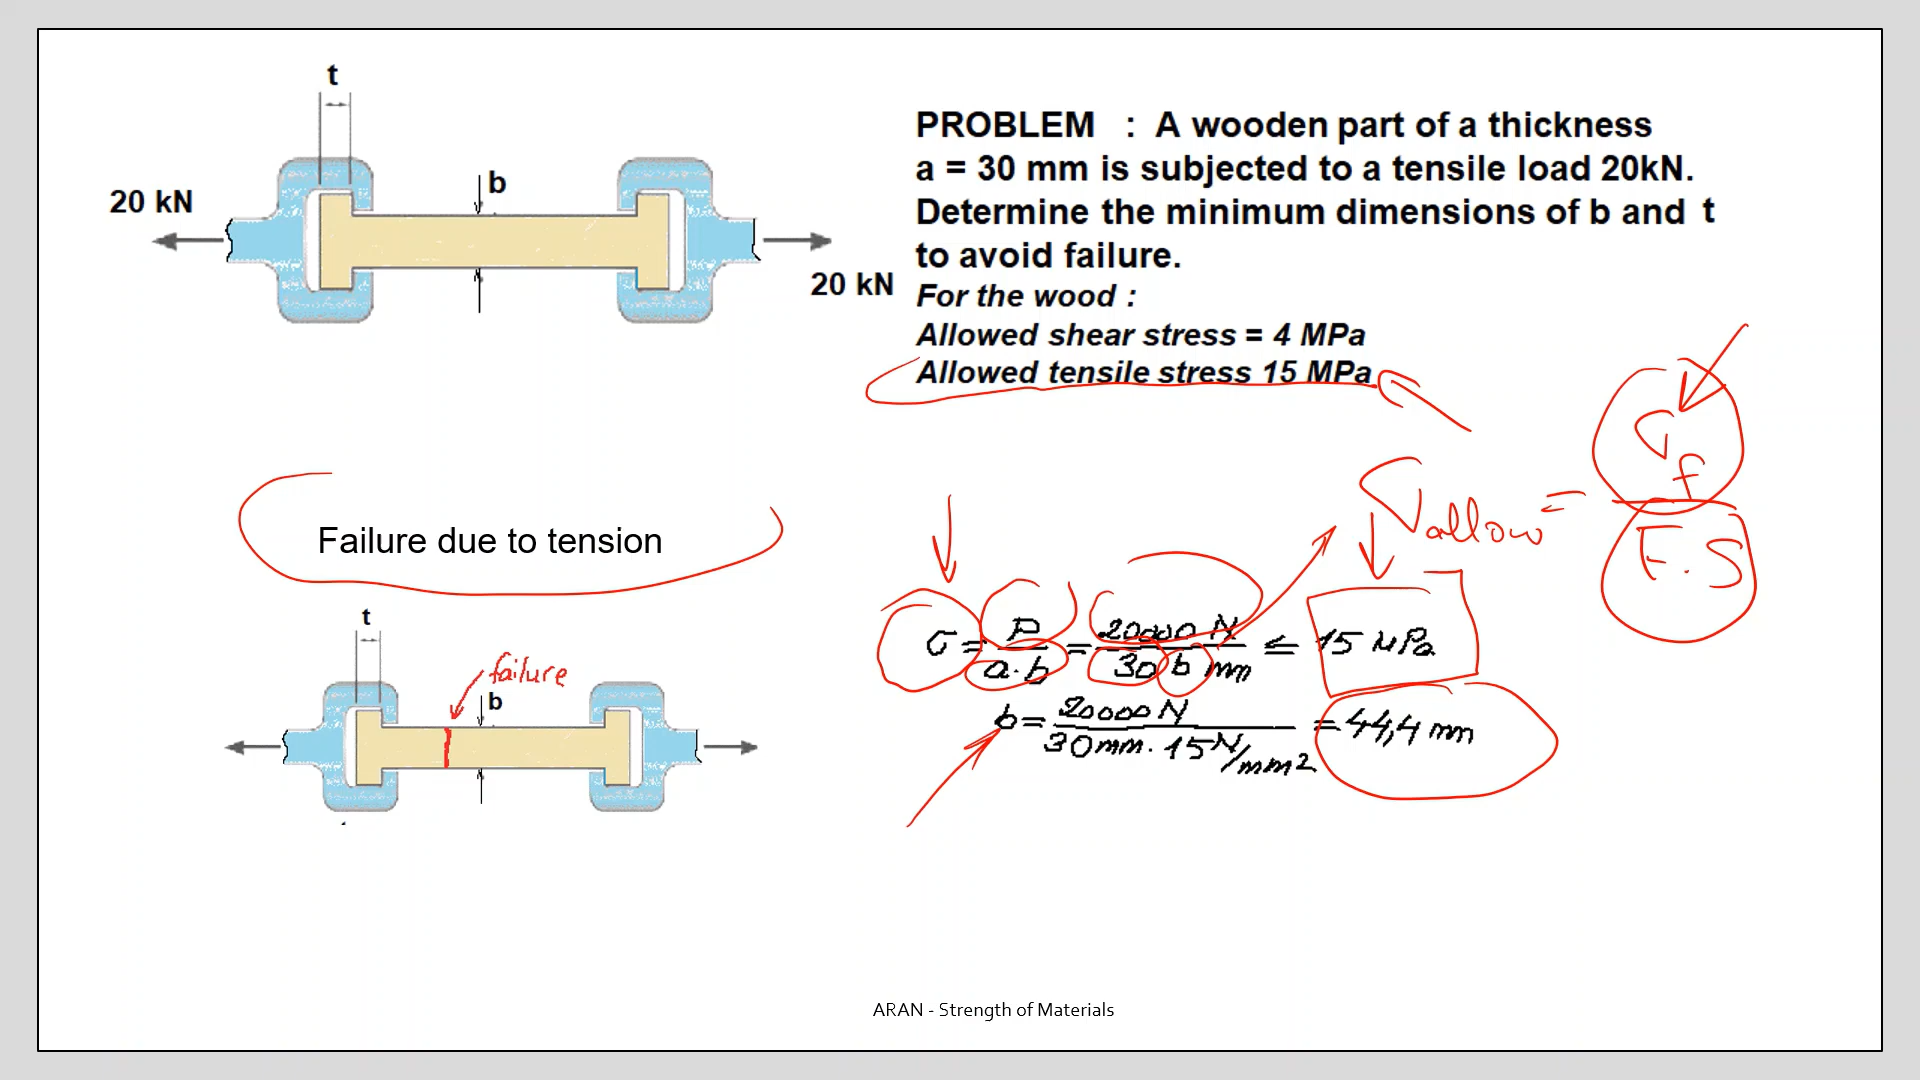 t
b
20 kN
20 kN
PROBLEM : A wooden part of a thickness
a = 30 mm is subjected to a tensile load 20kN.
Determine the minimum dimensions of b and t
to avoid failure.
For the wood :
Allowed shear stress = 4 MPa
Allowed tensile stress 15 MPa
σallow = σf / F.S
Failure due to tension
t
failure
b
σ = P / a·b = 20000 N / 30 b mm ≤ 15 MPa
b = 20000 N / 30mm · 15 N/mm2 = 44,4 mm
ARAN - Strength of Materials